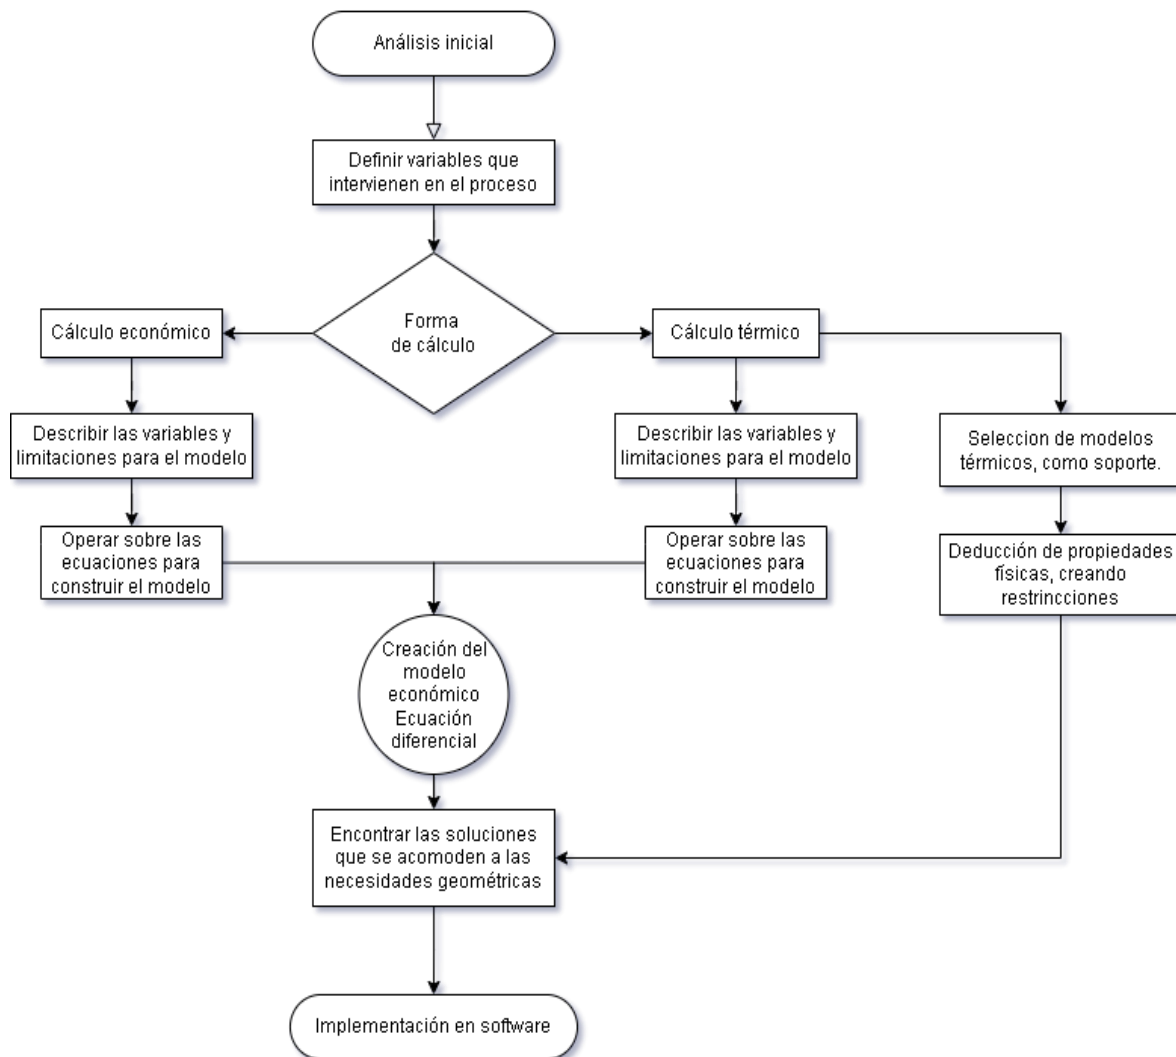 Análisis inicial
Definir variables que
intervienen en el proceso
Forma
de cálculo
Cálculo económico
Cálculo térmico
Describir las variables y
limitaciones para el modelo
Describir las variables y
limitaciones para el modelo
Seleccion de modelos
térmicos, como soporte.
Operar sobre las
ecuaciones para
construir el modelo
Operar sobre las
ecuaciones para
construir el modelo
Deducción de propiedades
físicas, creando
restrincciones
Creación del
modelo
económico
Ecuación
diferencial
Encontrar las soluciones
que se acomoden a las
necesidades geométricas
Implementación en software